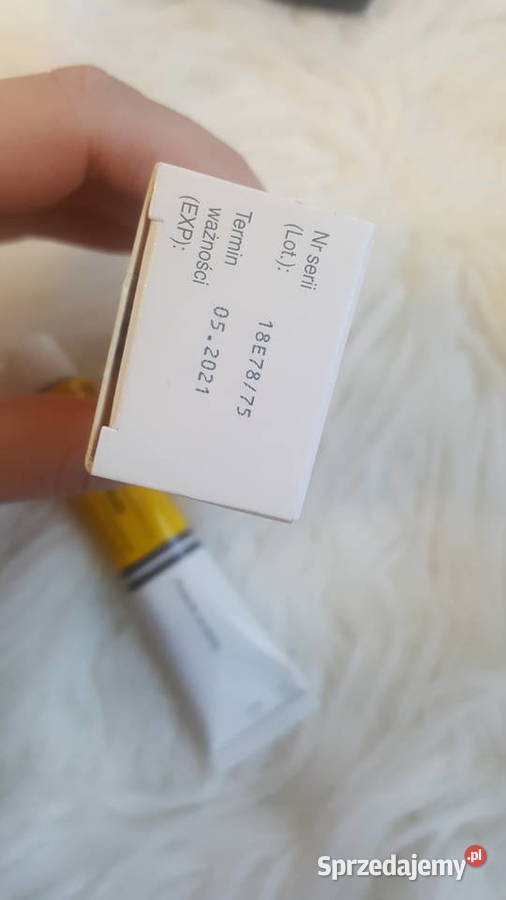 Nr serii
(Lot.):
18E78/75
Termin
ważności
(EXP):
05.2021
Sprzedajemy.pl